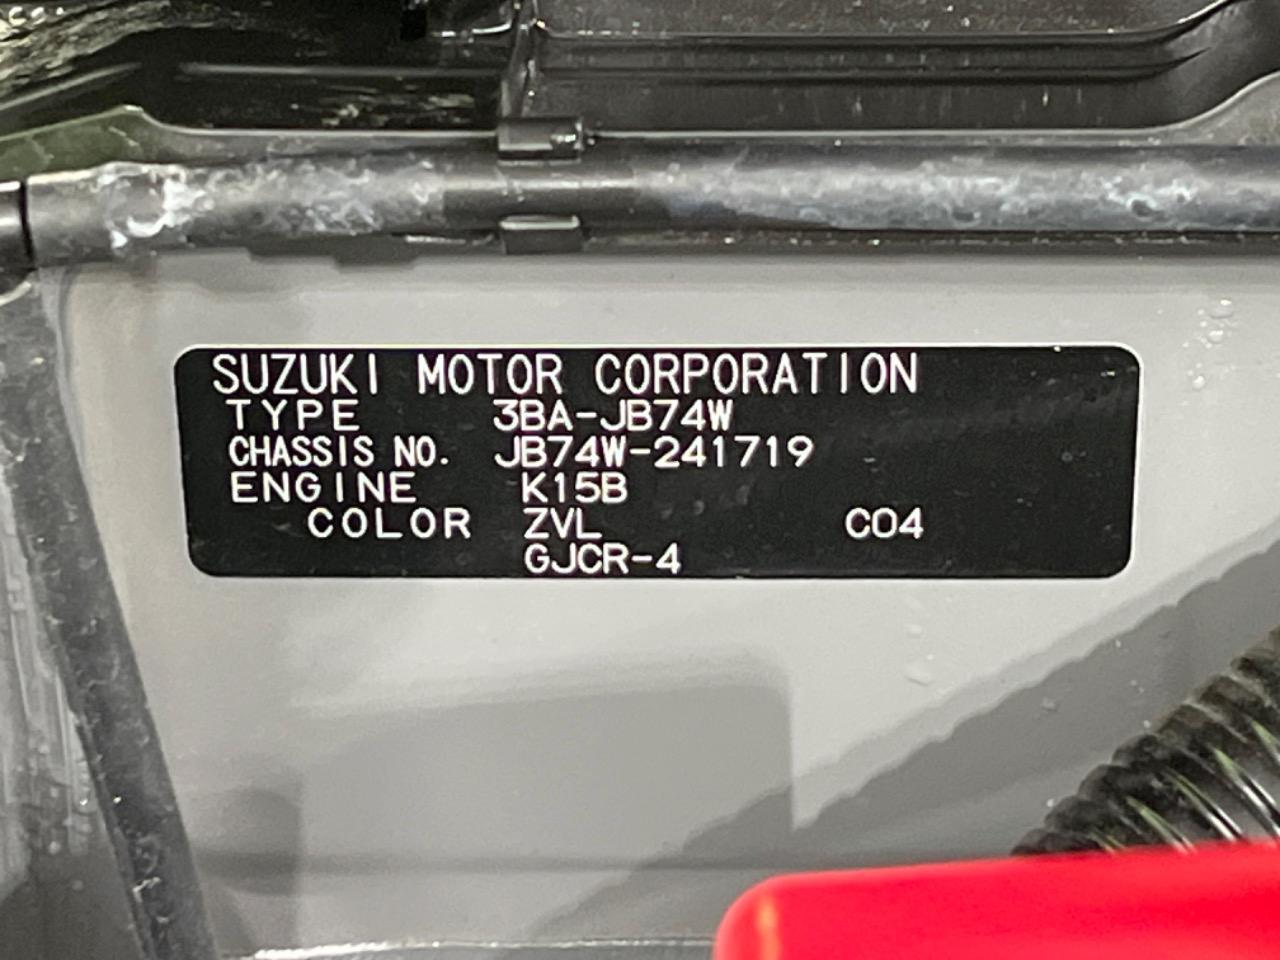 SUZUKI MOTOR CORPORATION
TYPE 3BA-JB74W
CHASSIS NO. JB74W-241719
ENGINE K15B
COLOR ZVL C04
GJCR-4